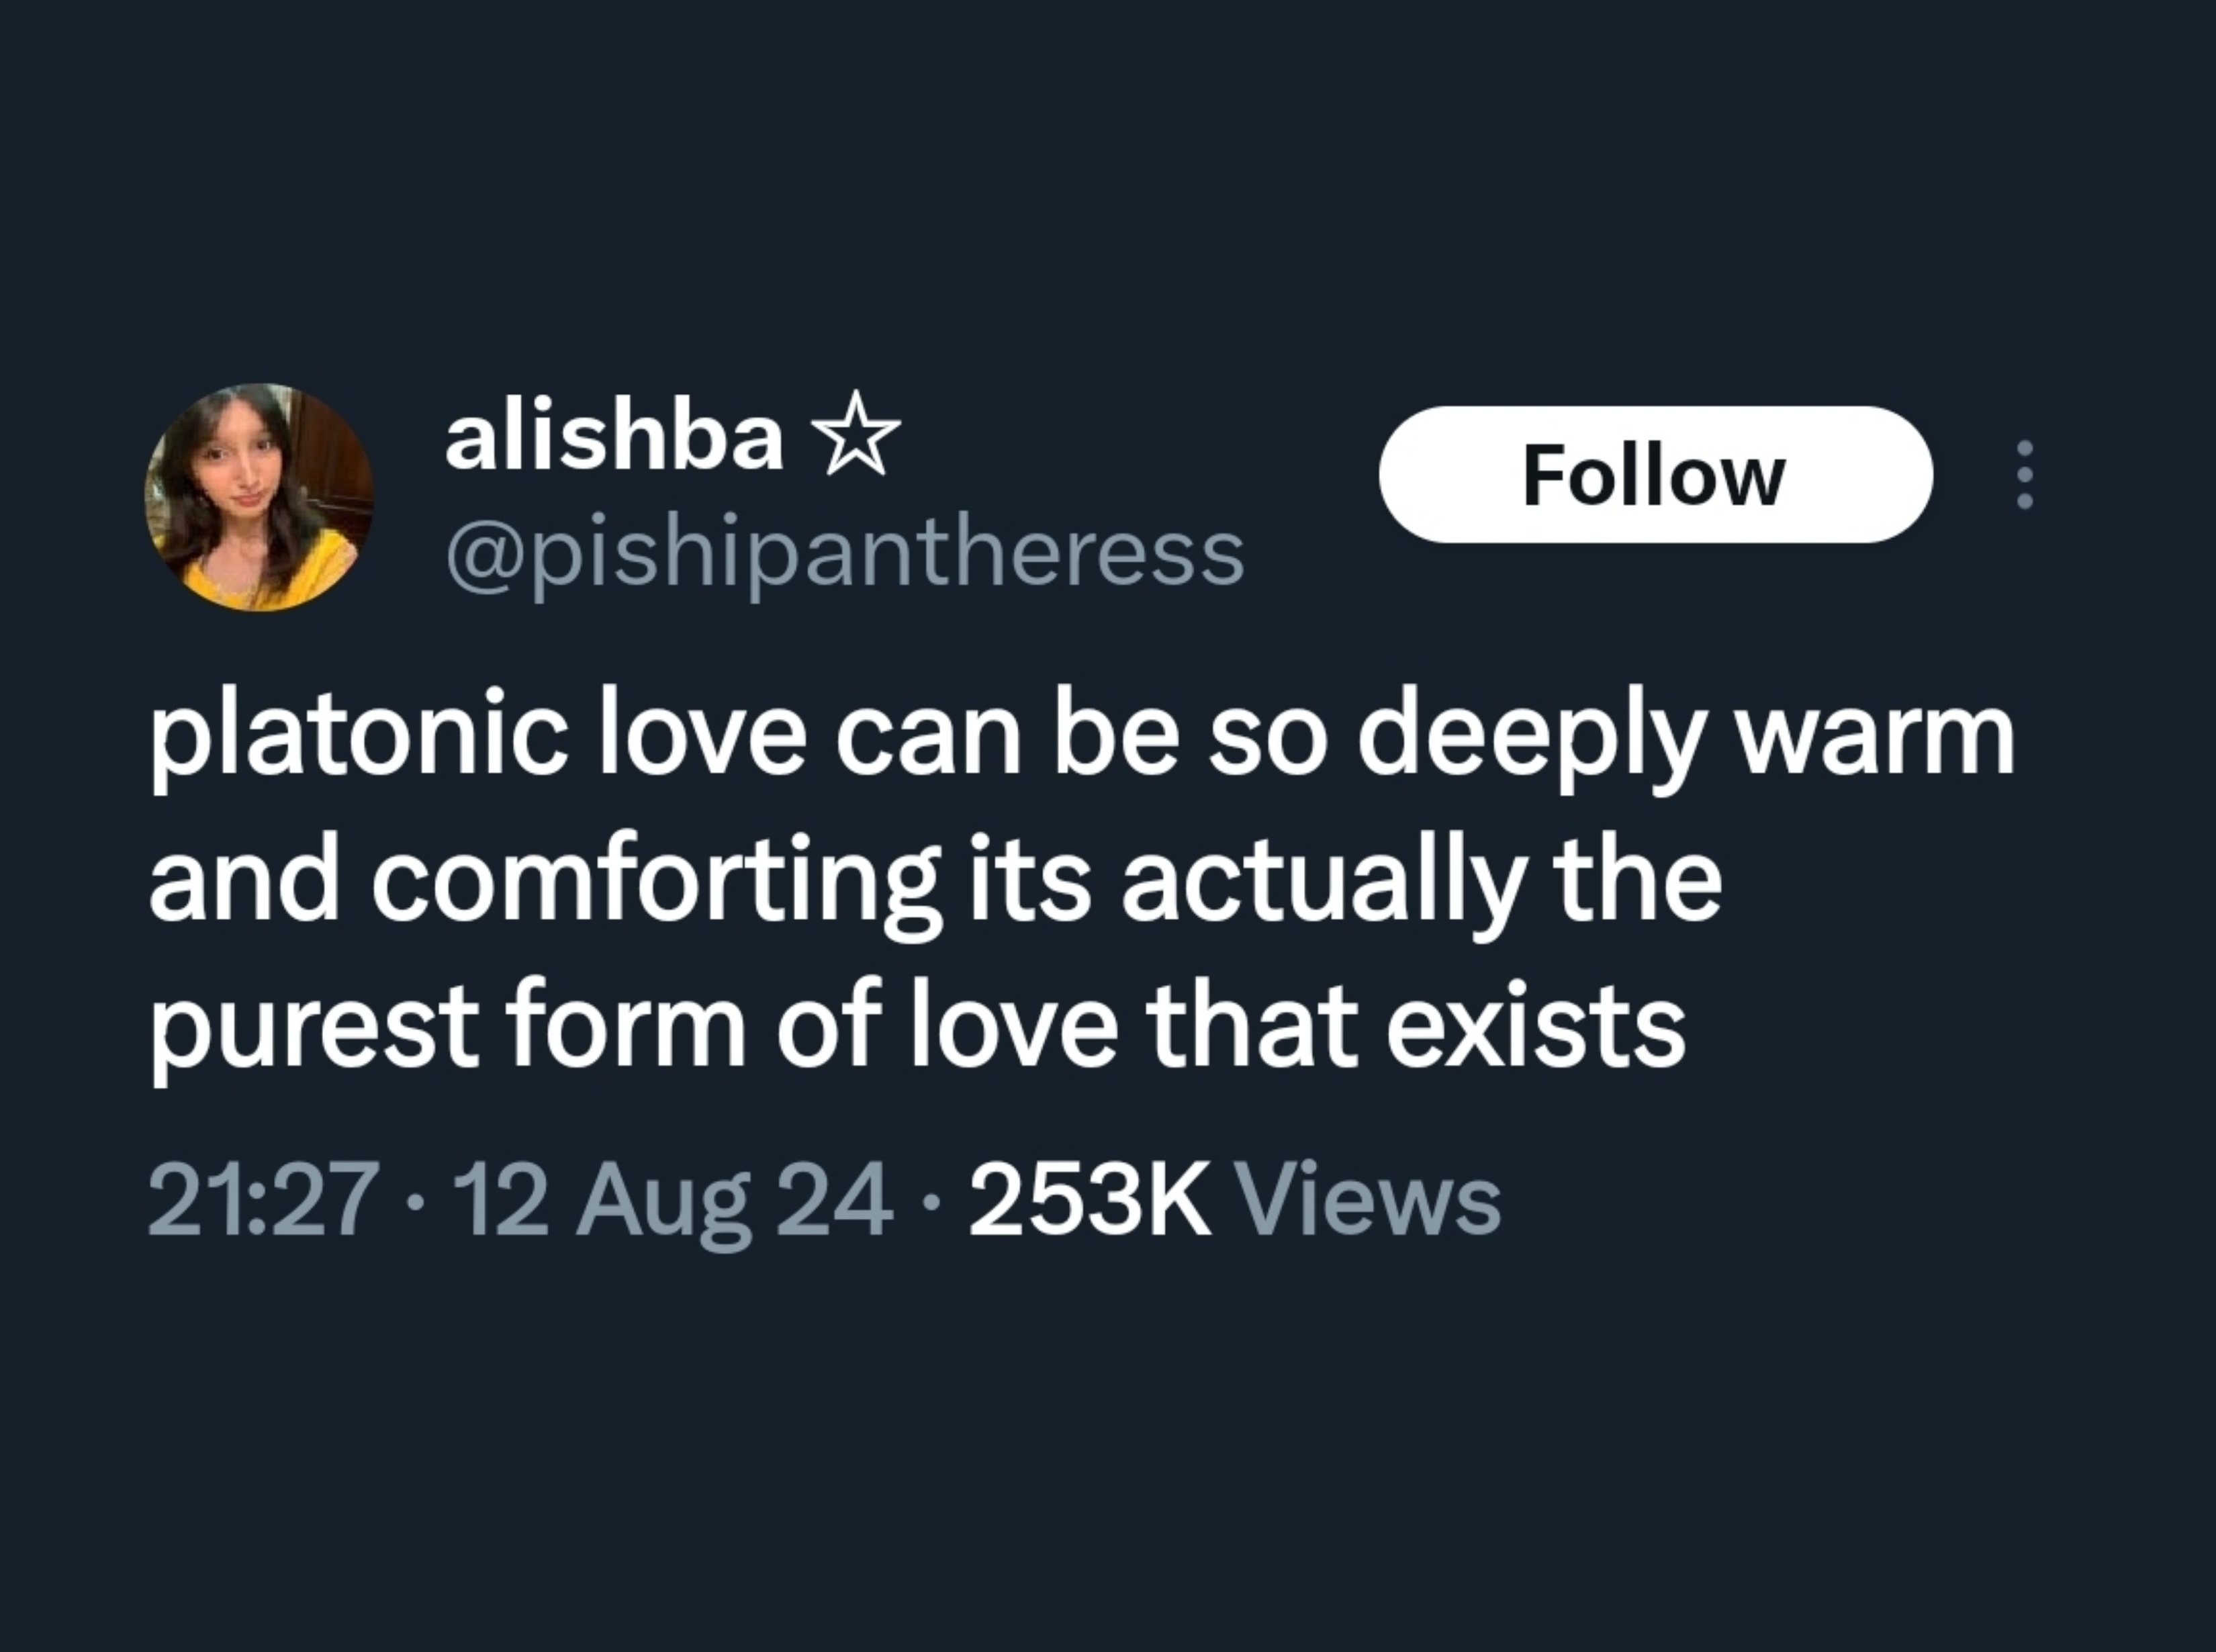 alishba ☆
Follow
@pishipantheress
platonic love can be so deeply warm
and comforting its actually the
purest form of love that exists
21:27 · 12 Aug 24 · 253K Views